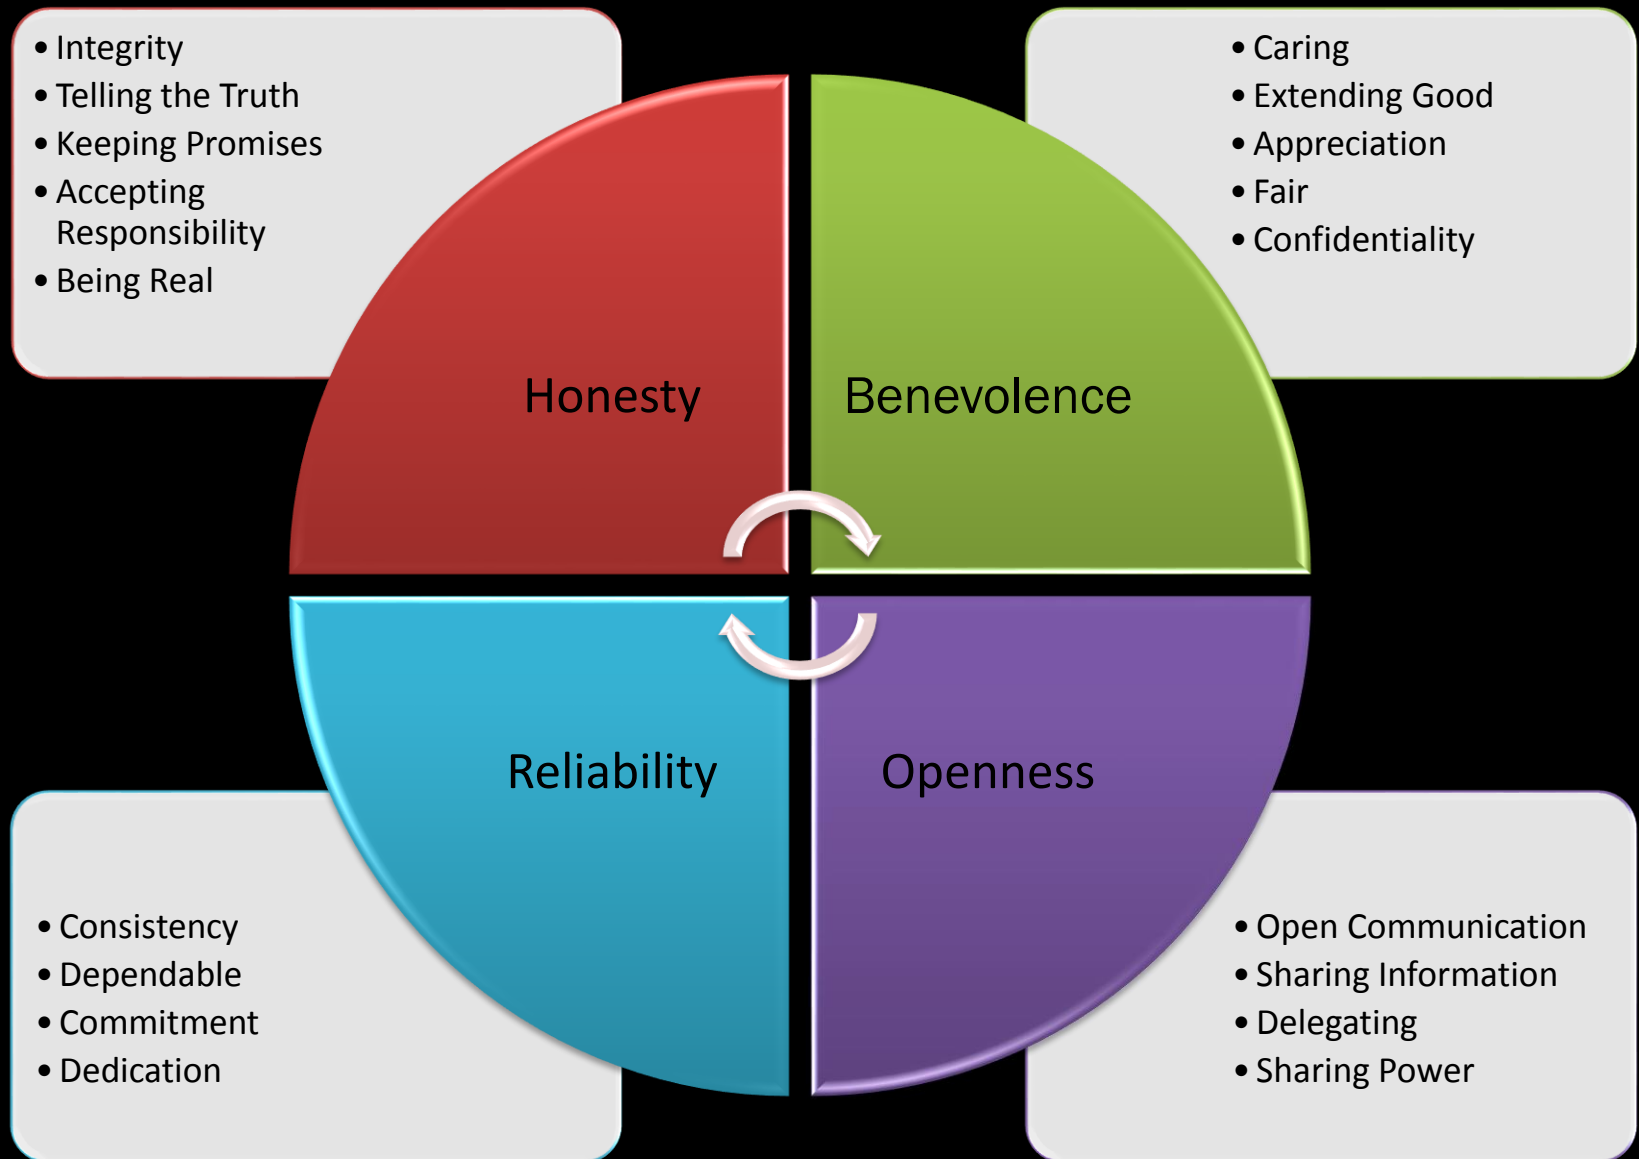 • Integrity
• Telling the Truth
• Keeping Promises
• Accepting
Responsibility
• Being Real
• Caring
• Extending Good
• Appreciation
• Fair
• Confidentiality
Honesty
Benevolence
Reliability
Openness
• Consistency
• Dependable
• Commitment
• Dedication
• Open Communication
• Sharing Information
• Delegating
• Sharing Power